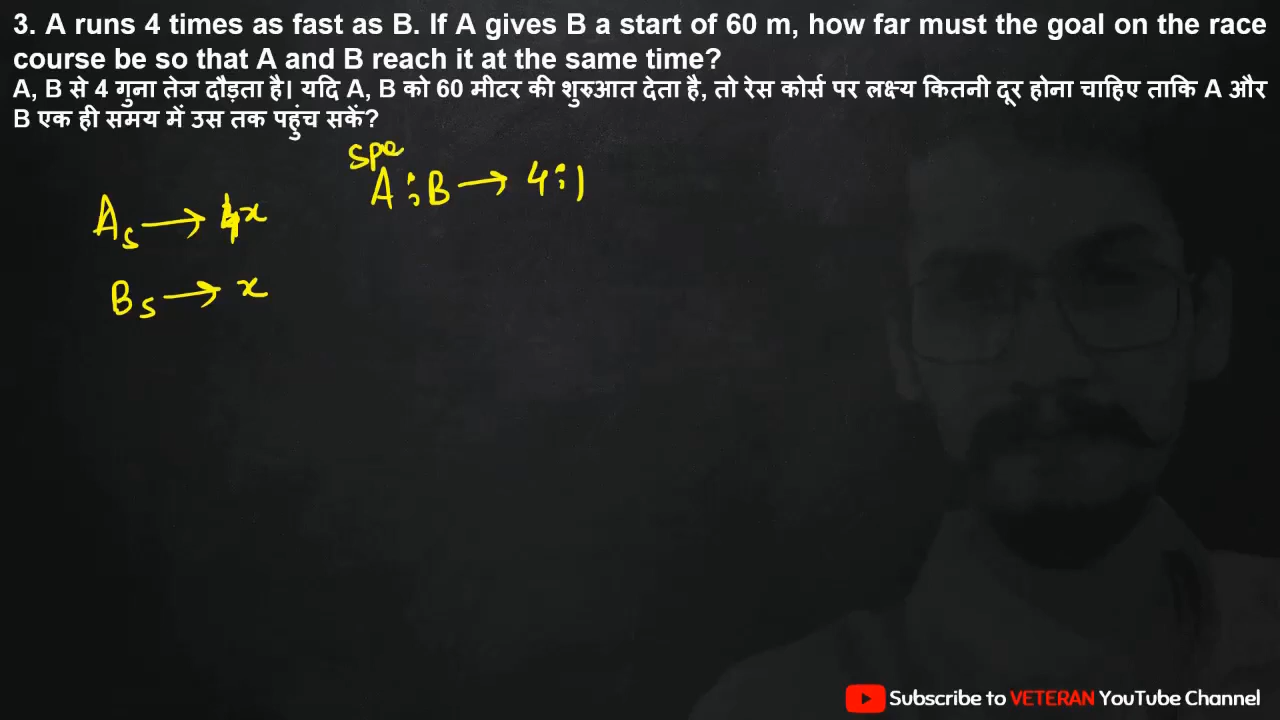 3. A runs 4 times as fast as B. If A gives B a start of 60 m, how far must the goal on the race
course be so that A and B reach it at the same time?
A, B से 4 गुना तेज दौड़ता है। यदि A, B को 60 मीटर की शुरुआत देता है, तो रेस कोर्स पर लक्ष्य कितनी दूर होना चाहिए ताकि A और
B एक ही समय में उस तक पहुंच सकें?
spe
A : B → 4 : 1
As → 4x
Bs → x
Subscribe to VETERAN YouTube Channel